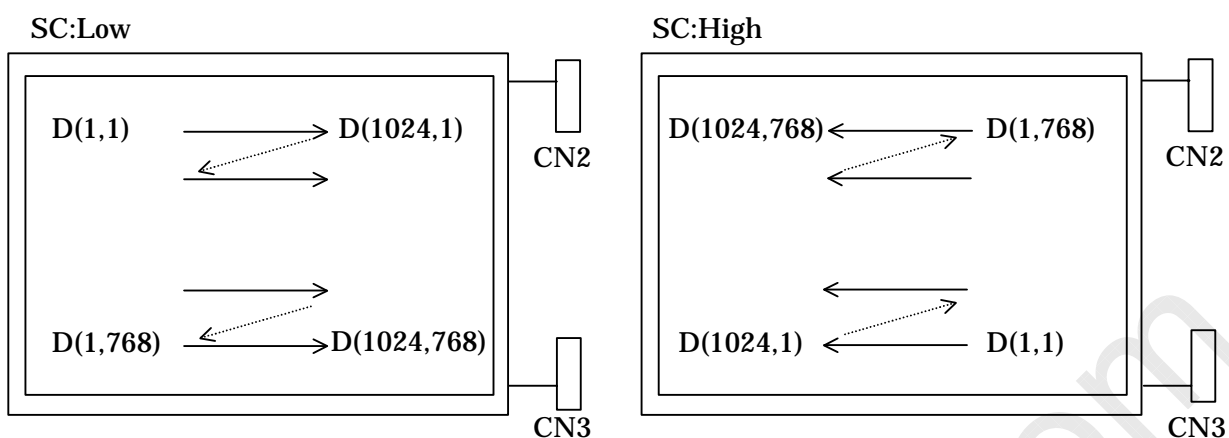 SC:Low
D(1,1) D(1024,1)
CN2
D(1,768) D(1024,768)
CN3
SC:High
D(1024,768) D(1,768)
CN2
D(1024,1) D(1,1)
CN3